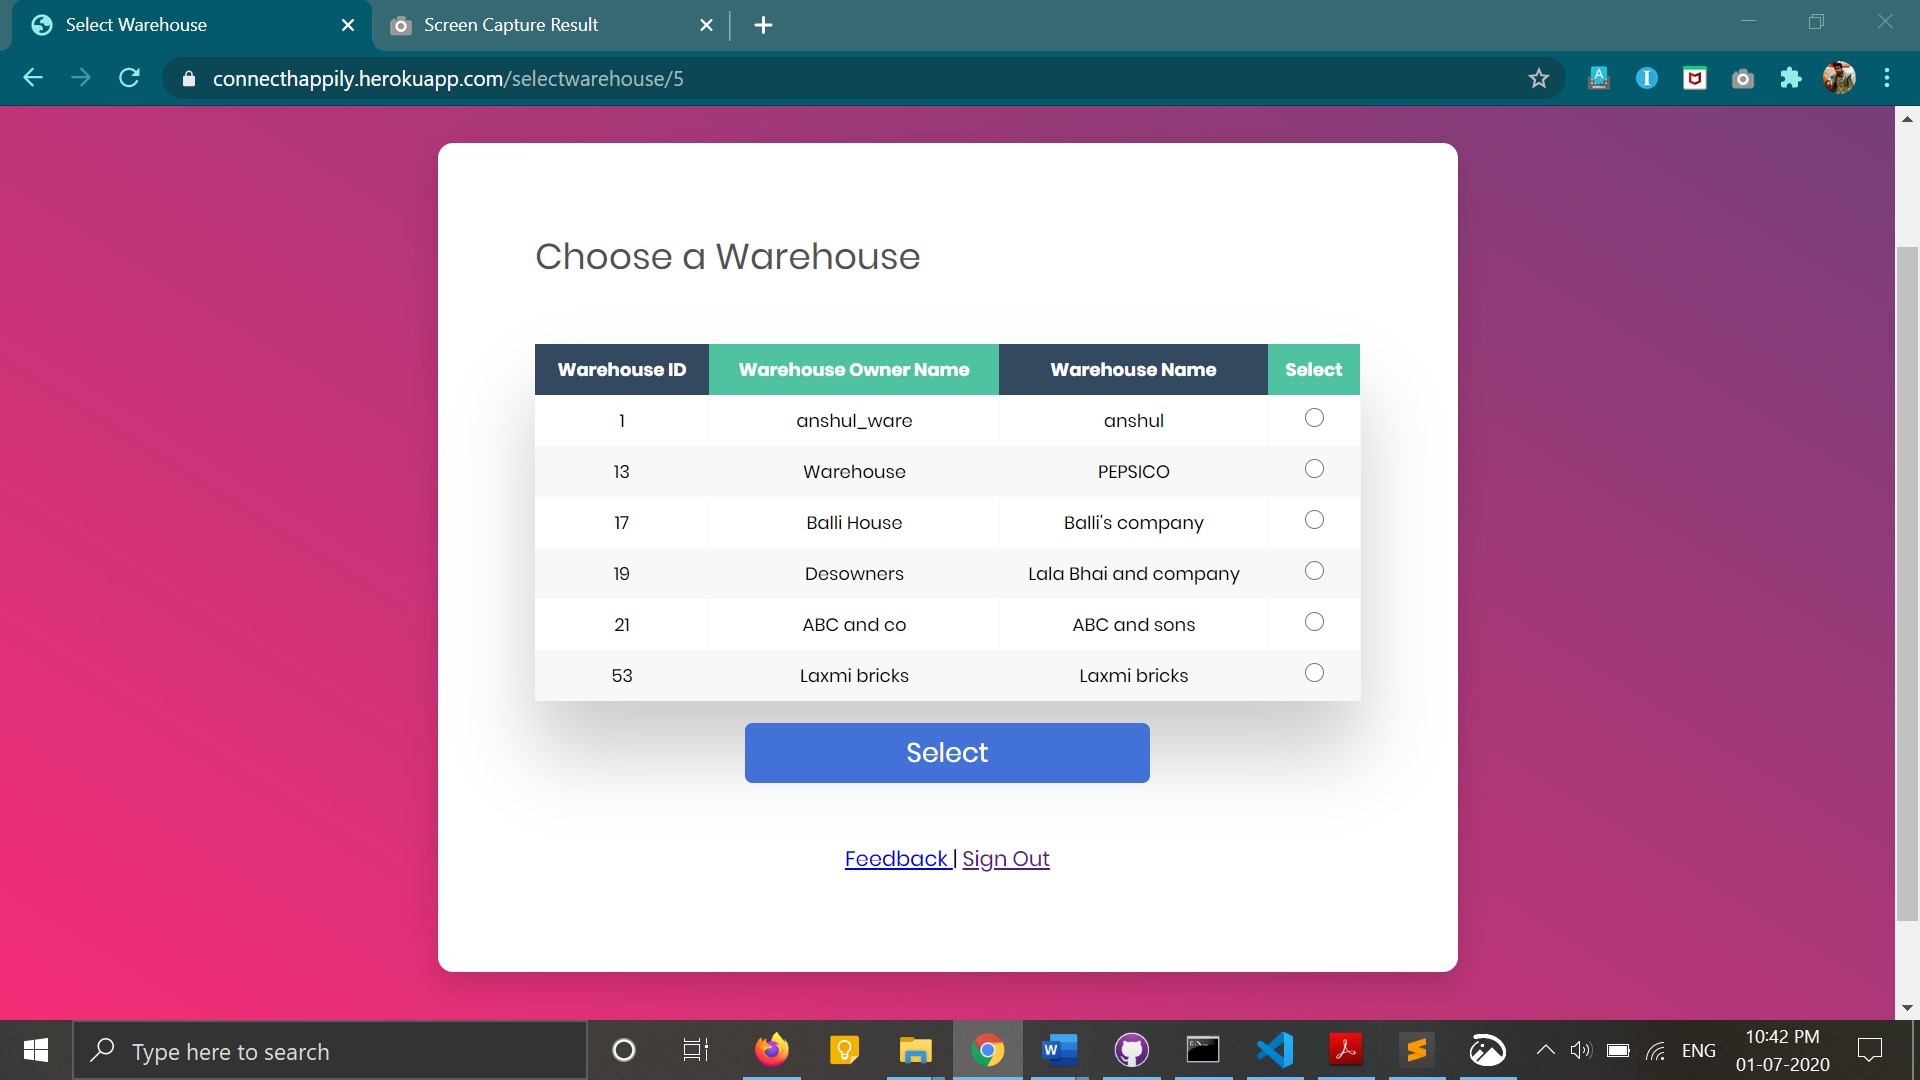 Select Warehouse
Screen Capture Result
connecthappily.herokuapp.com/selectwarehouse/5
Choose a Warehouse
Warehouse ID Warehouse Owner Name Warehouse Name Select
1 anshul_ware anshul
13 Warehouse PEPSICO
17 Balli House Balli's company
19 Desowners Lala Bhai and company
21 ABC and co ABC and sons
53 Laxmi bricks Laxmi bricks
Select
Feedback | Sign Out
Type here to search
ENG
10:42 PM
01-07-2020